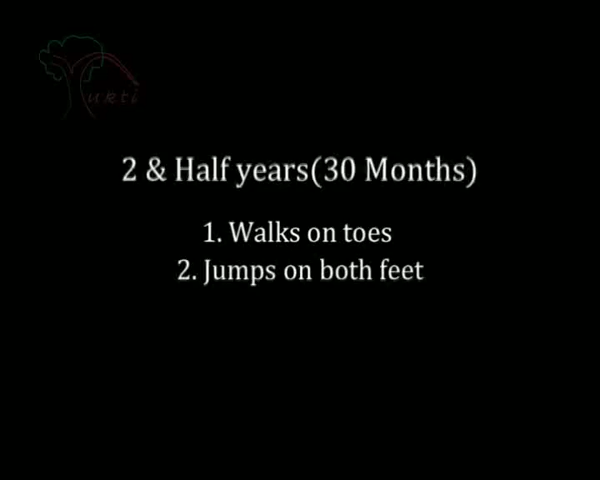 2 & Half years(30 Months)
1. Walks on toes
2. Jumps on both feet